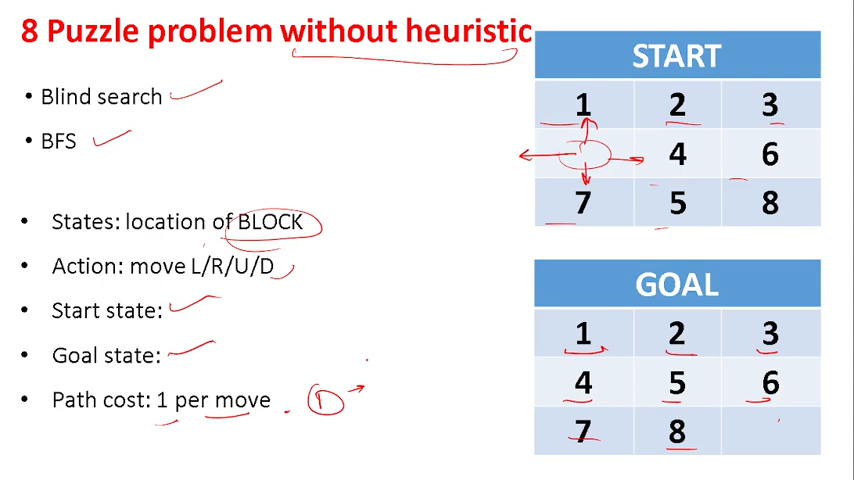 8 Puzzle problem without heuristic
• Blind search
• BFS
• States: location of BLOCK
• Action: move L/R/U/D
• Start state:
• Goal state:
• Path cost: 1 per move
START
1 2 3
4 6
7 5 8
GOAL
1 2 3
4 5 6
7 8